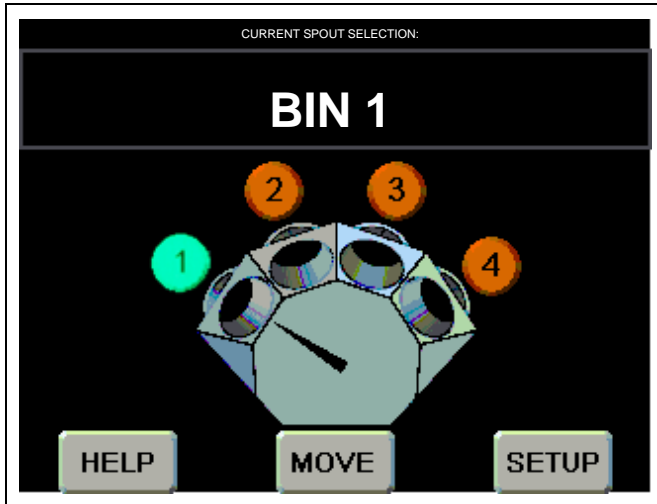 CURRENT SPOUT SELECTION:
BIN 1
2 3
1 4
HELP MOVE SETUP